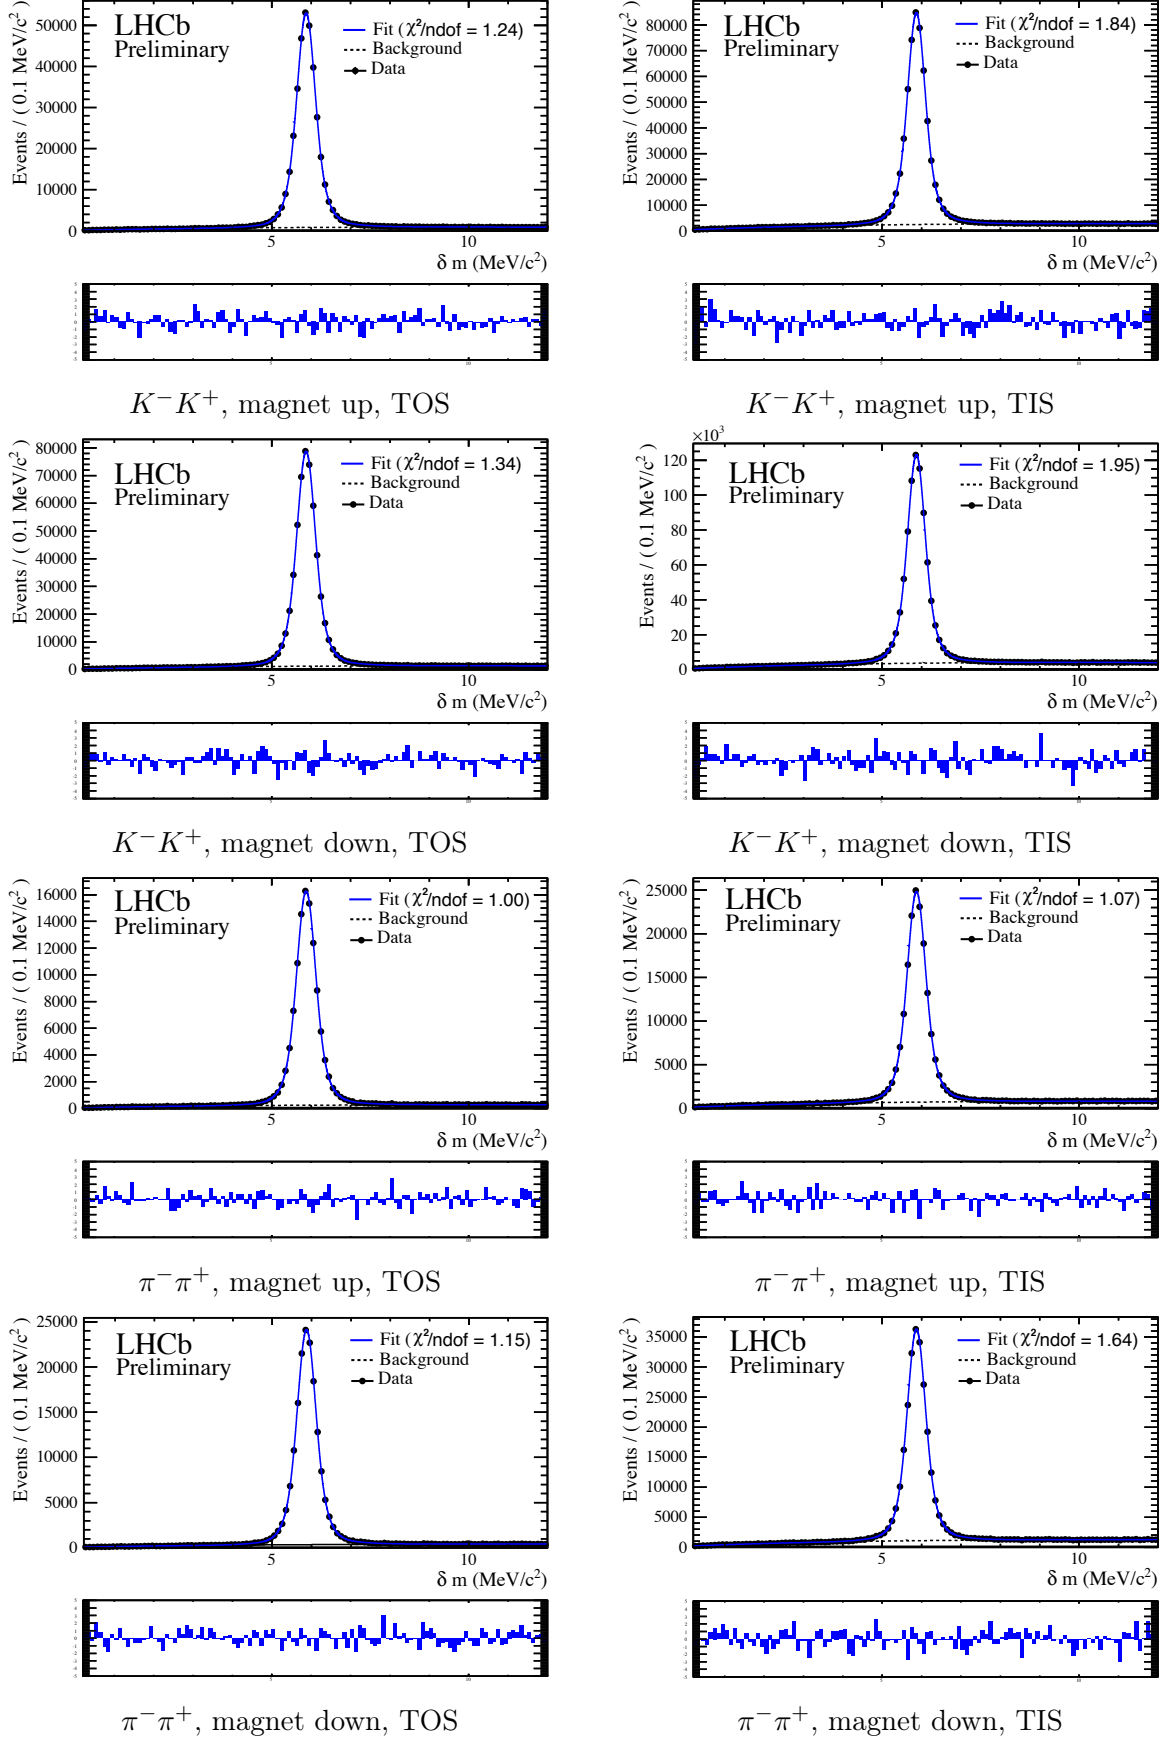 LHCb
Preliminary
Fit (χ²/ndof = 1.24)
Background
Data
Events / ( 0.1 MeV/c² )
50000
40000
30000
20000
10000
0
5
10
δ m (MeV/c²)
K⁻K⁺, magnet up, TOS
LHCb
Preliminary
Fit (χ²/ndof = 1.84)
Background
Data
Events / ( 0.1 MeV/c² )
80000
70000
60000
50000
40000
30000
20000
10000
0
5
10
δ m (MeV/c²)
K⁻K⁺, magnet up, TIS
LHCb
Preliminary
Fit (χ²/ndof = 1.34)
Background
Data
Events / ( 0.1 MeV/c² )
80000
70000
60000
50000
40000
30000
20000
10000
0
5
10
δ m (MeV/c²)
K⁻K⁺, magnet down, TOS
×10³
LHCb
Preliminary
Fit (χ²/ndof = 1.95)
Background
Data
Events / ( 0.1 MeV/c² )
120
100
80
60
40
20
0
5
10
δ m (MeV/c²)
K⁻K⁺, magnet down, TIS
LHCb
Preliminary
Fit (χ²/ndof = 1.00)
Background
Data
Events / ( 0.1 MeV/c² )
16000
14000
12000
10000
8000
6000
4000
2000
0
5
10
δ m (MeV/c²)
π⁻π⁺, magnet up, TOS
LHCb
Preliminary
Fit (χ²/ndof = 1.07)
Background
Data
Events / ( 0.1 MeV/c² )
25000
20000
15000
10000
5000
0
5
10
δ m (MeV/c²)
π⁻π⁺, magnet up, TIS
LHCb
Preliminary
Fit (χ²/ndof = 1.15)
Background
Data
Events / ( 0.1 MeV/c² )
25000
20000
15000
10000
5000
0
5
10
δ m (MeV/c²)
π⁻π⁺, magnet down, TOS
LHCb
Preliminary
Fit (χ²/ndof = 1.64)
Background
Data
Events / ( 0.1 MeV/c² )
35000
30000
25000
20000
15000
10000
5000
0
5
10
δ m (MeV/c²)
π⁻π⁺, magnet down, TIS